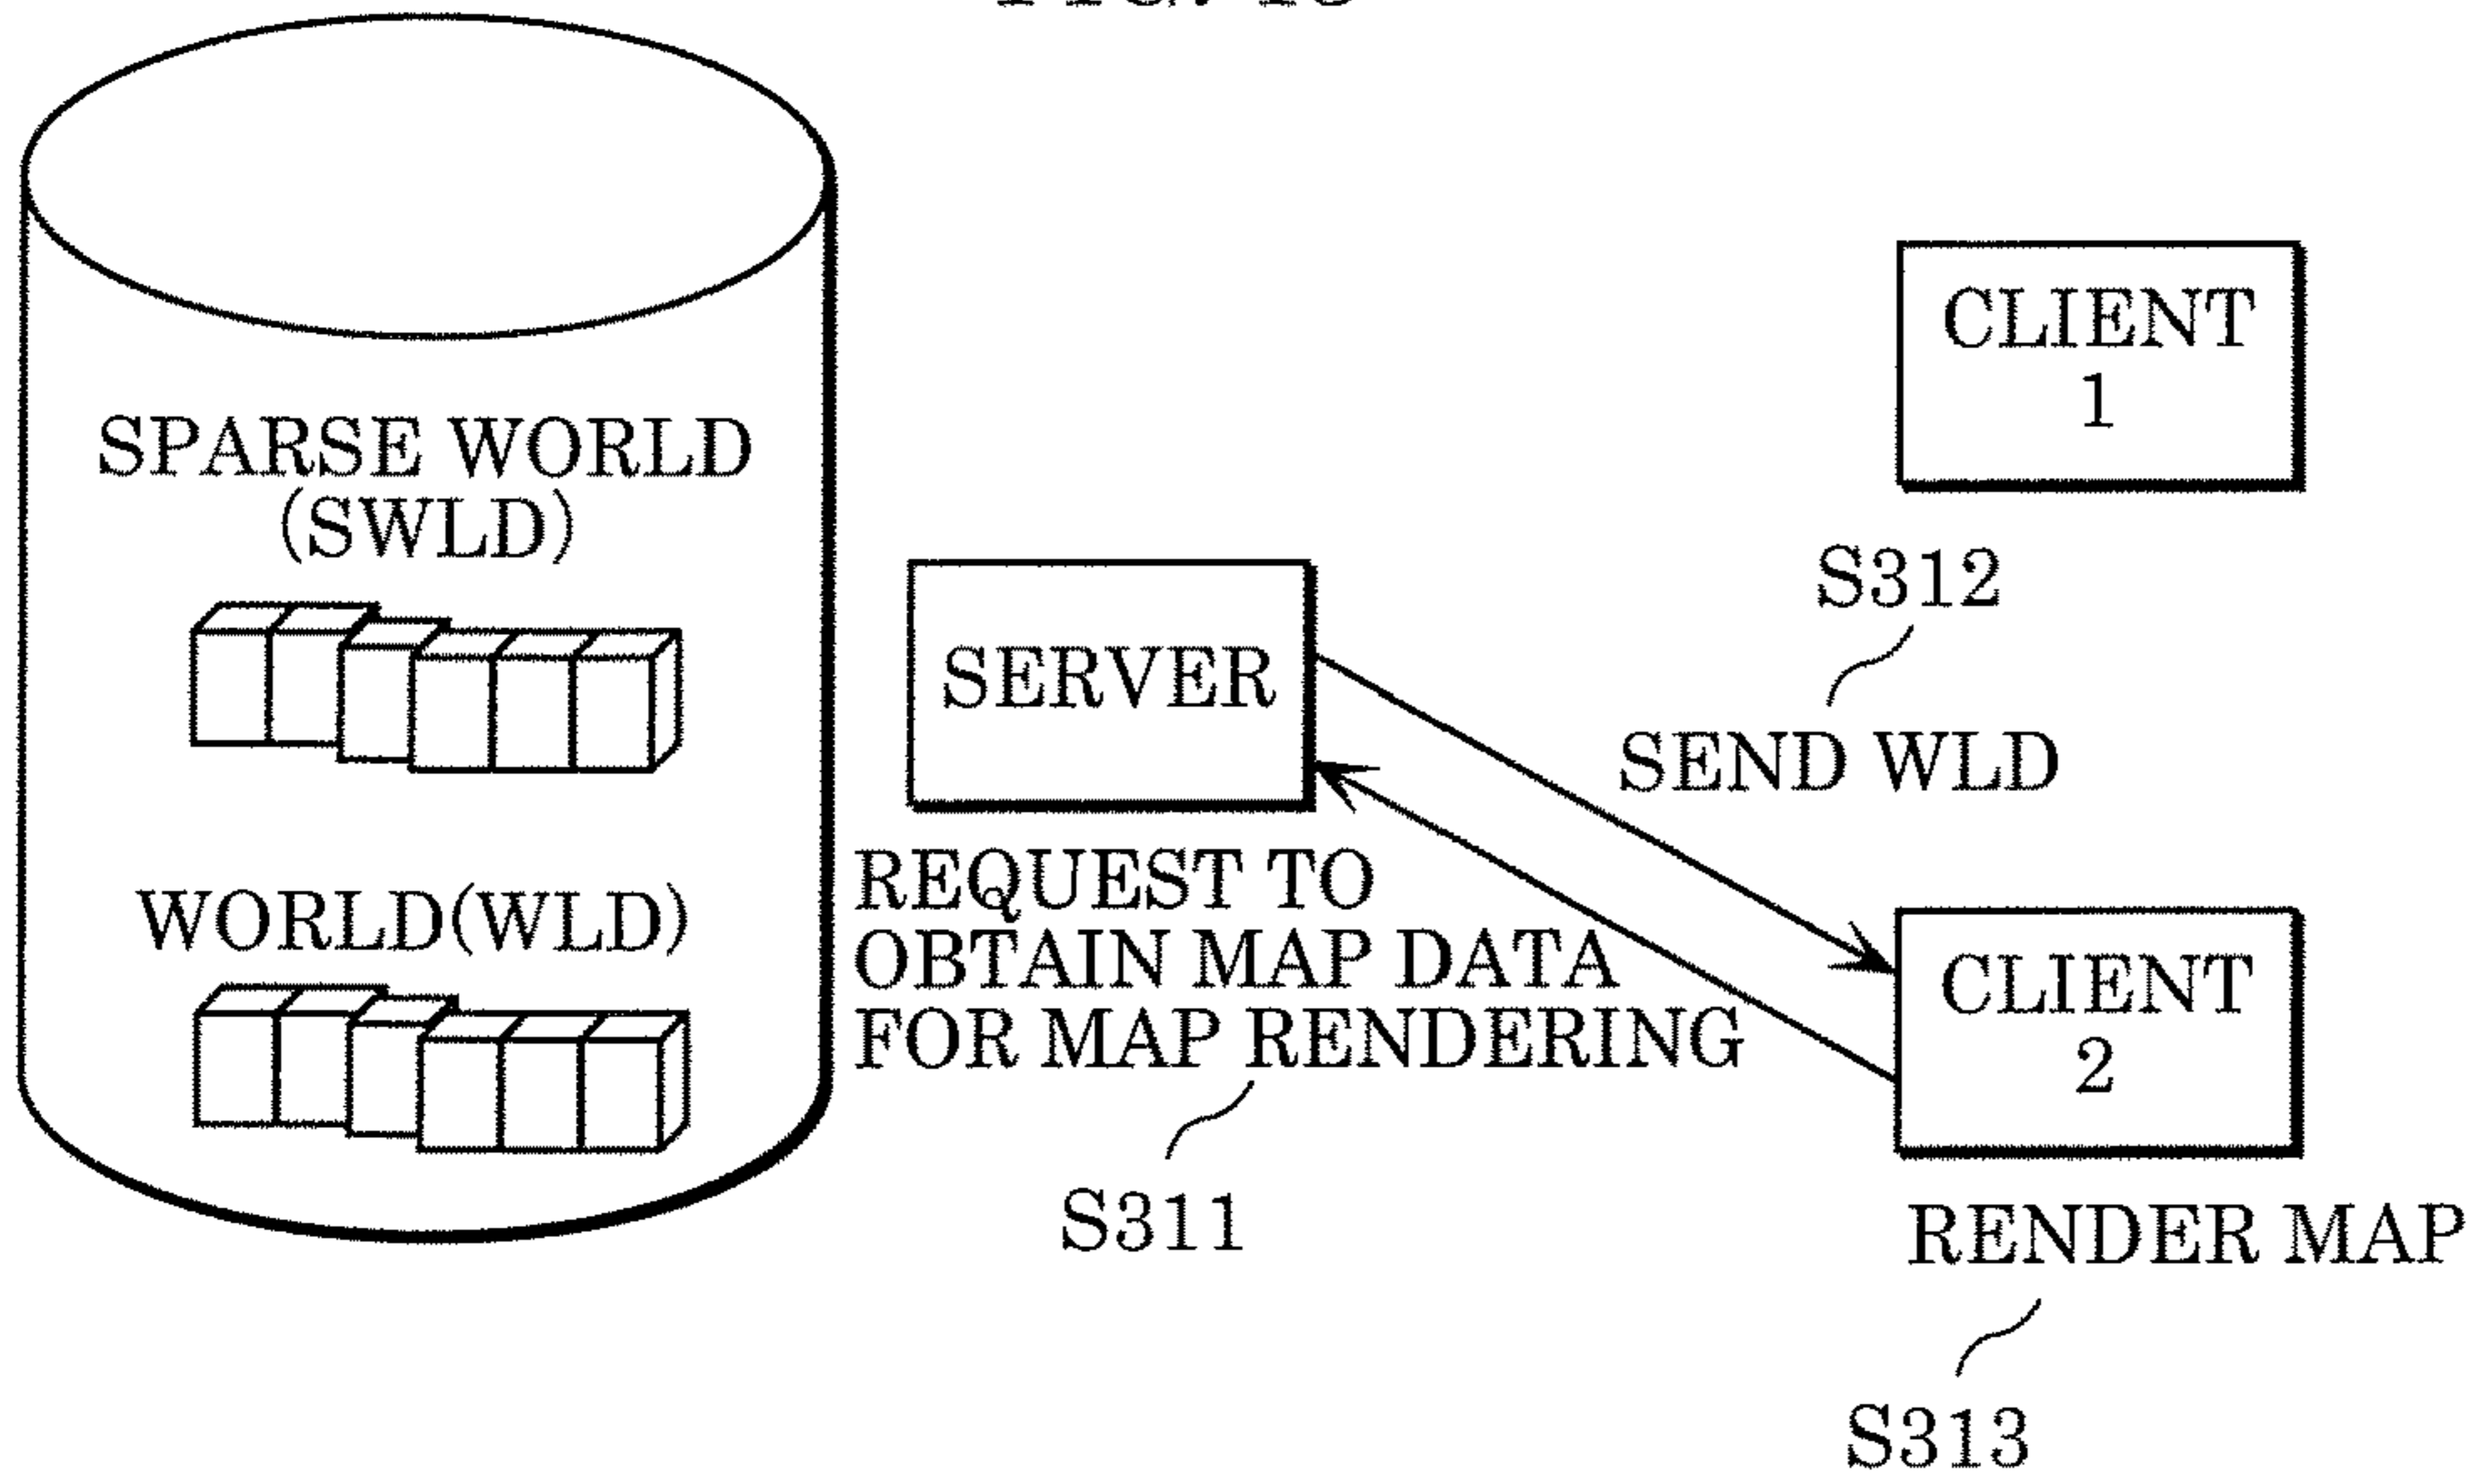 SPARSE WORLD
(SWLD)
WORLD(WLD)
SERVER
REQUEST TO
OBTAIN MAP DATA
FOR MAP RENDERING
S311
CLIENT
1
S312
SEND WLD
CLIENT
2
RENDER MAP
S313